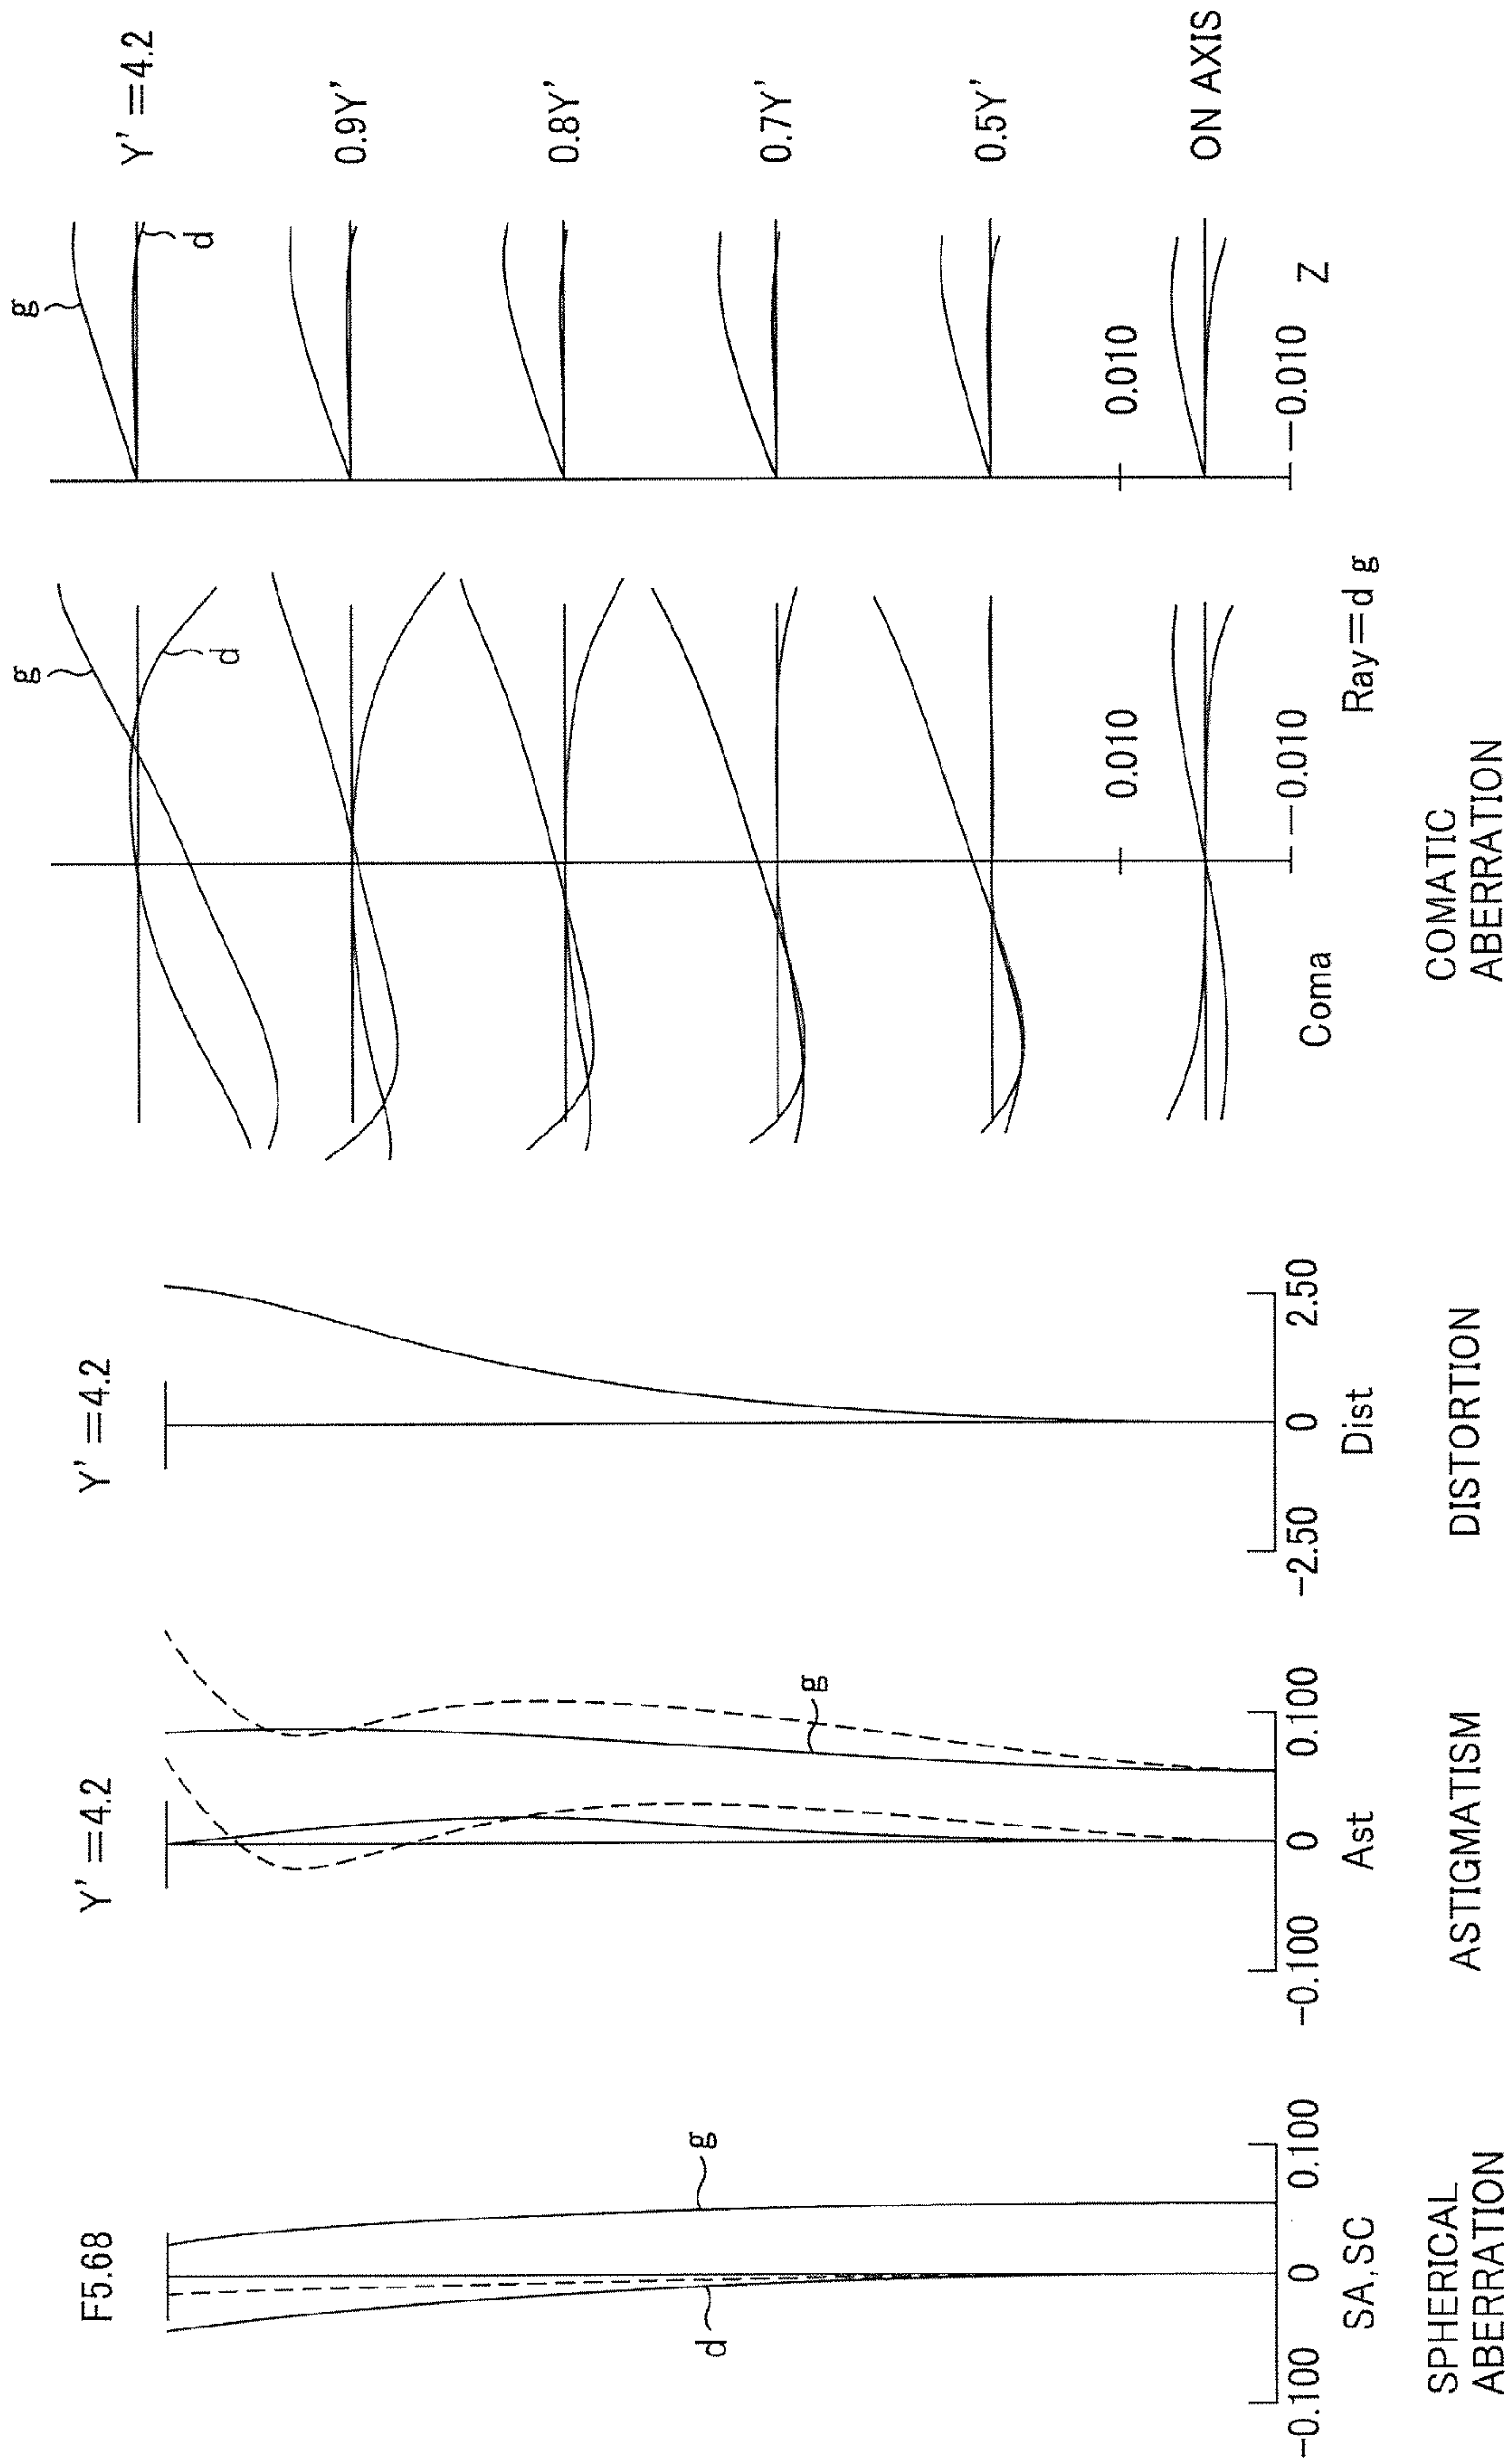 F5.68
g
d
-0.100
0
0.100
SA,SC
SPHERICAL
ABERRATION
Y'=4.2
g
-0.100
0
0.100
Ast
ASTIGMATISM
Y'=4.2
-2.50
0
2.50
Dist
DISTORTION
g
d
0.010
-0.010
Coma
Ray=d g
COMATIC
ABERRATION
g
d
Y'=4.2
0.9Y'
0.8Y'
0.7Y'
0.5Y'
0.010
ON AXIS
-0.010
Z